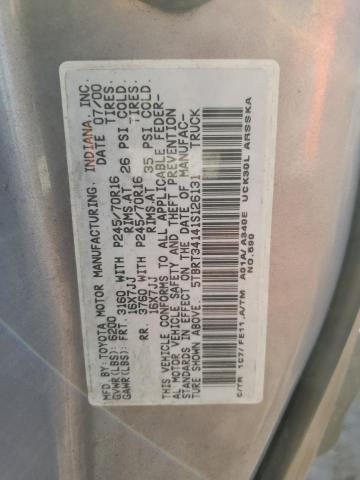 MFD.BY:TOYOTA MOTOR MANUFACTURING, INDIANA, INC.
GVWR(LBS): 6200 DATE 07/00
GAWR(LBS): FRT. 3160 WITH P245/70R16 TIRES,
16X7JJ RIMS,AT 26 PSI COLD.
RR. 3760 WITH P245/70R16 TIRES,
16X7JJ RIMS,AT 35 PSI COLD.
THIS VEHICLE CONFORMS TO ALL APPLICABLE FEDER-
AL MOTOR VEHICLE SAFETY AND THEFT PREVENTION
STANDARDS IN EFFECT ON THE DATE OF MANUFAC-
TURE SHOWN ABOVE. 5TBRT34141S126131 TRUCK
C/TR: 1C7/ FE11 A/TM: A01A/ A340E UCK30L ARSSKA
NO.590